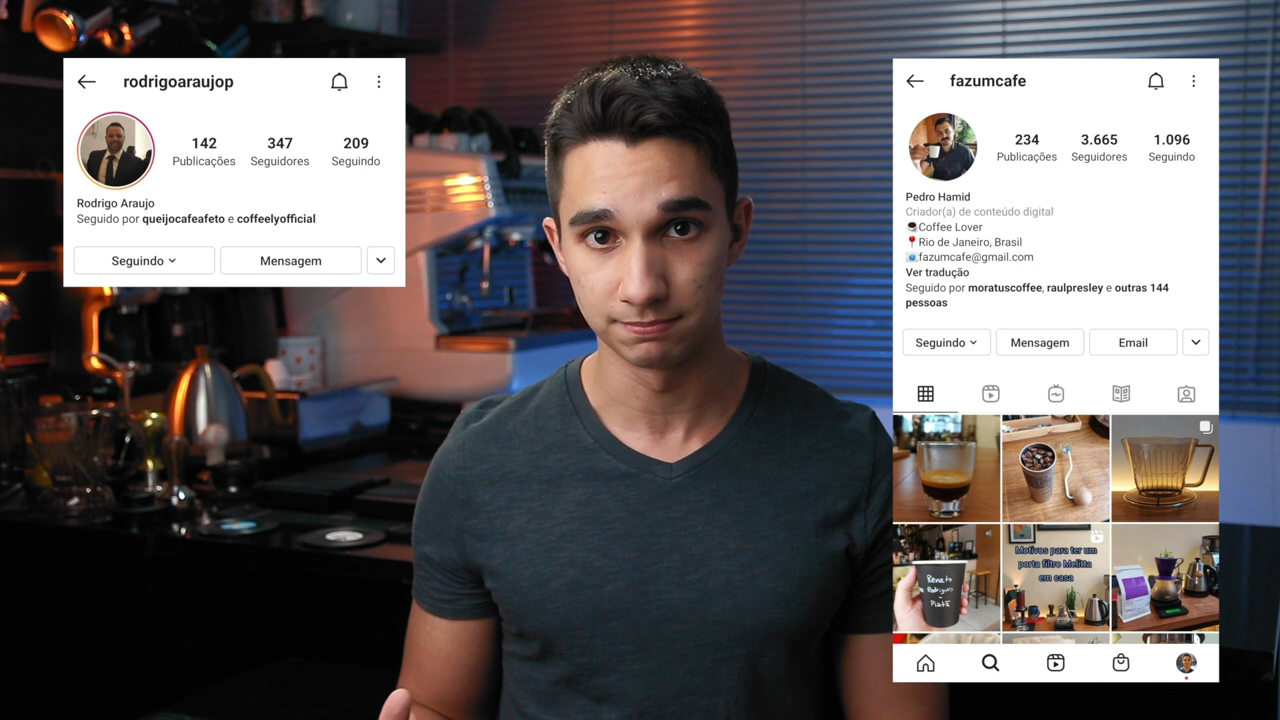 rodrigoaraujop
142 347 209
Publicações Seguidores Seguindo
Rodrigo Araujo
Seguido por queijocafeafeto e coffeelyofficial
Seguindo Mensagem
fazumcafe
234 3.665 1.096
Publicações Seguidores Seguindo
Pedro Hamid
Criador(a) de conteúdo digital
Coffee Lover
Rio de Janeiro, Brasil
fazumcafe@gmail.com
Ver tradução
Seguido por moratuscoffee, raulpresley e outras 144
pessoas
Seguindo Mensagem Email
Renato
Rodrigues
-
Piatã
Motivos para ter um
porta filtro Melitta
em casa